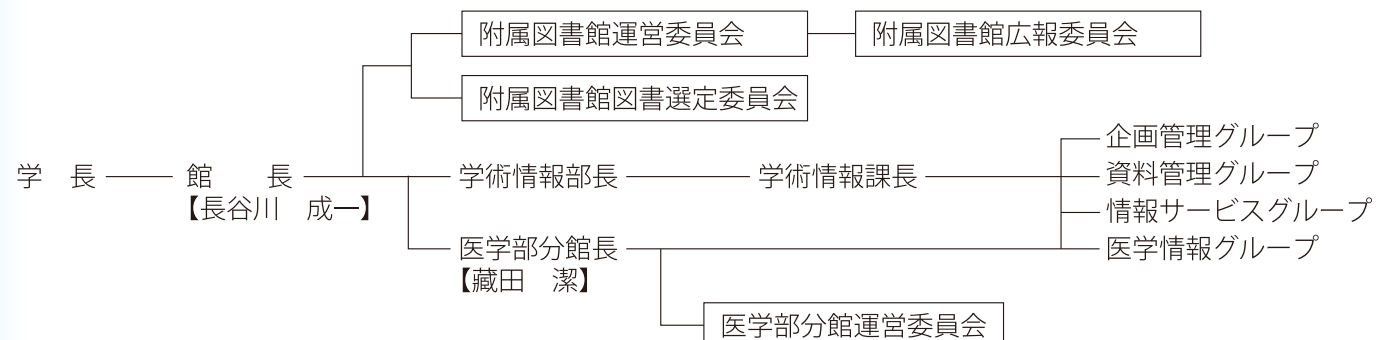 附属図書館運営委員会
附属図書館広報委員会
附属図書館図書選定委員会
学　長
館　　長
【長谷川　成一】
学術情報部長
学術情報課長
企画管理グループ
資料管理グループ
情報サービスグループ
医学情報グループ
医学部分館長
【藏田　潔】
医学部分館運営委員会